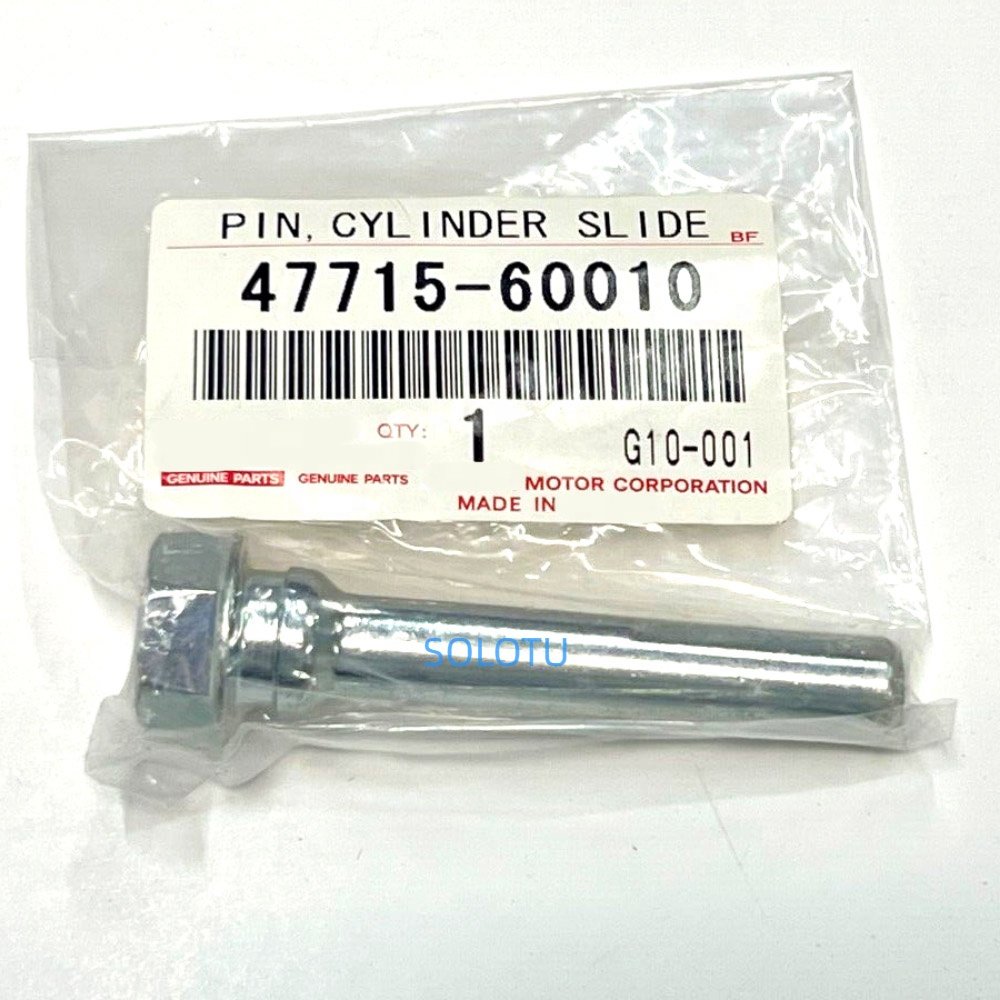 PIN, CYLINDER SLIDE BF
47715-60010
QTY: 1 G10-001
GENUINE PARTS GENUINE PARTS MOTOR CORPORATION
MADE IN
SOLOTU